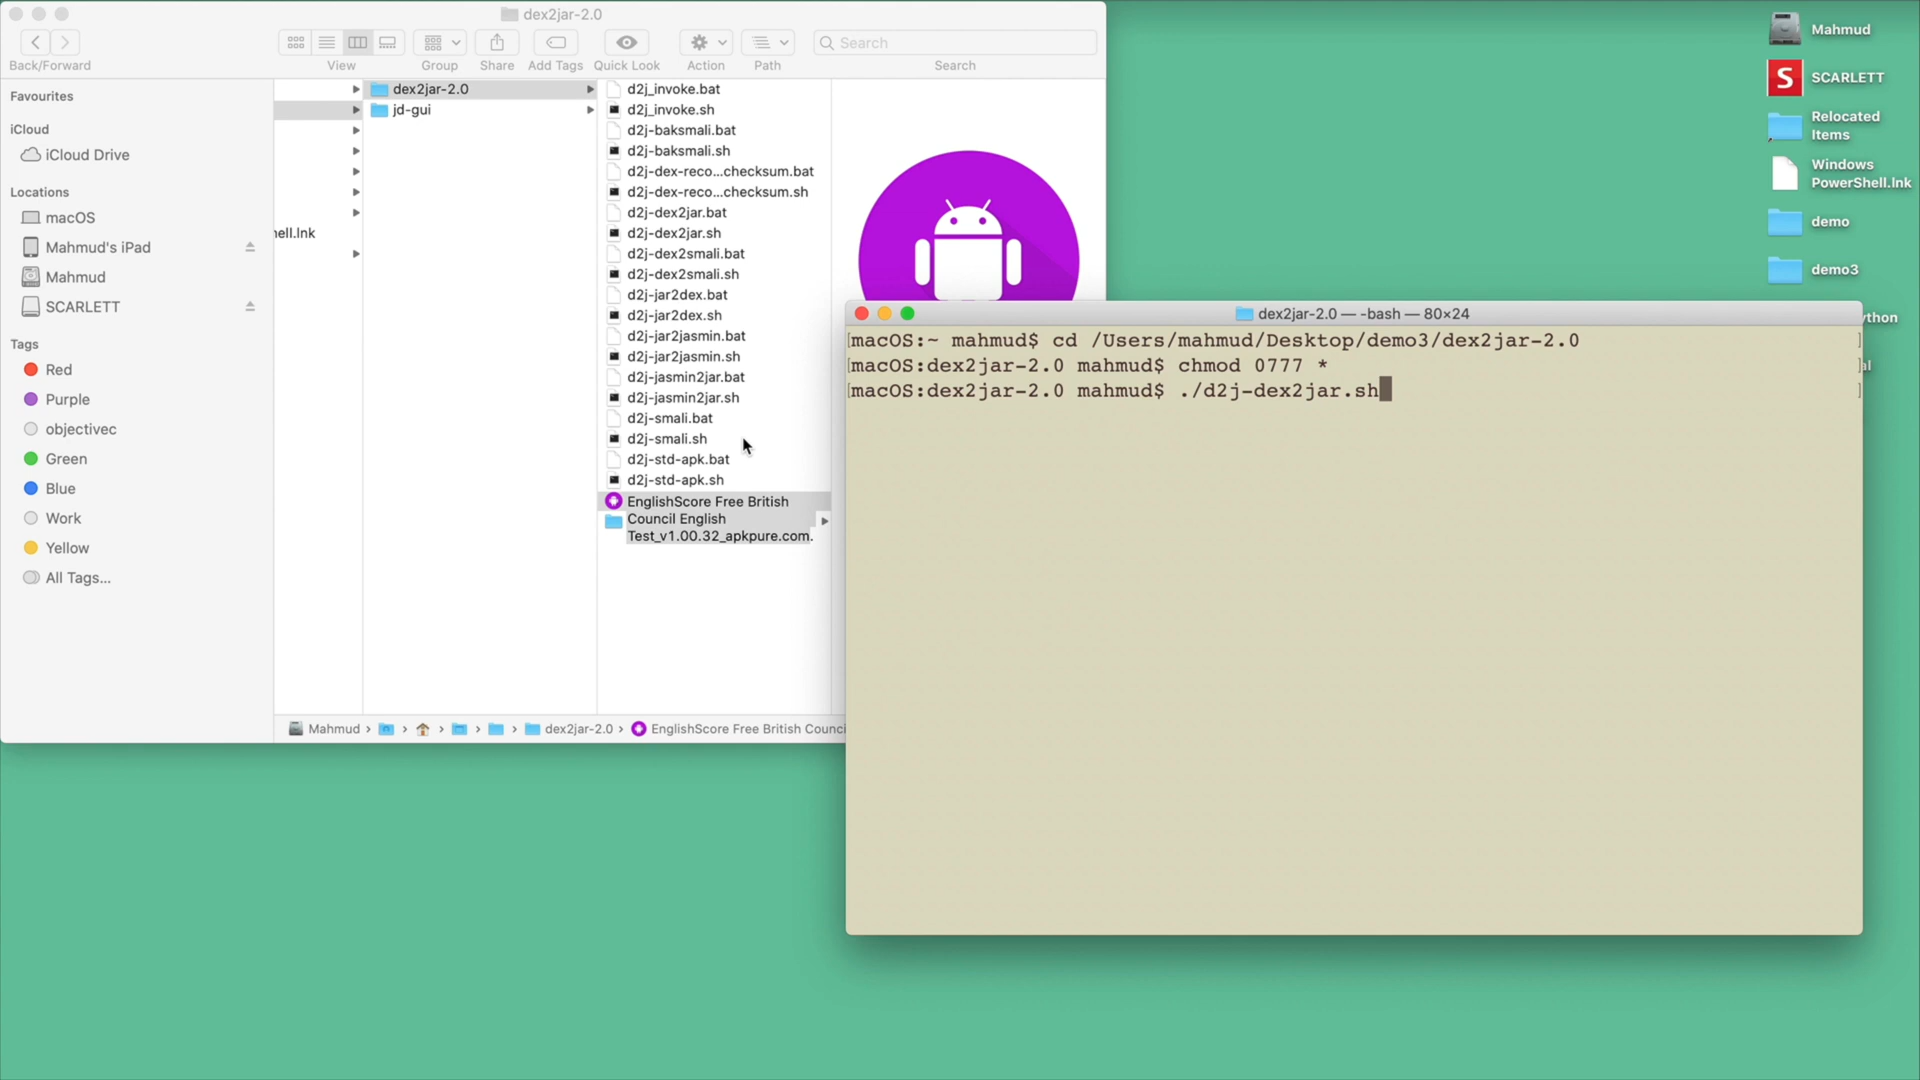 dex2jar-2.0
Back/Forward
View
Group
Share
Add Tags
Quick Look
Action
Path
Search
Search
Favourites
iCloud
iCloud Drive
Locations
macOS
Mahmud's iPad
Mahmud
SCARLETT
Tags
Red
Purple
objectivec
Green
Blue
Work
Yellow
All Tags...
hell.lnk
dex2jar-2.0
jd-gui
d2j_invoke.bat
d2j_invoke.sh
d2j-baksmali.bat
d2j-baksmali.sh
d2j-dex-reco...checksum.bat
d2j-dex-reco...checksum.sh
d2j-dex2jar.bat
d2j-dex2jar.sh
d2j-dex2smali.bat
d2j-dex2smali.sh
d2j-jar2dex.bat
d2j-jar2dex.sh
d2j-jar2jasmin.bat
d2j-jar2jasmin.sh
d2j-jasmin2jar.bat
d2j-jasmin2jar.sh
d2j-smali.bat
d2j-smali.sh
d2j-std-apk.bat
d2j-std-apk.sh
EnglishScore Free British
Council English
Test_v1.00.32_apkpure.com.
Mahmud
dex2jar-2.0
EnglishScore Free British Counci
dex2jar-2.0 — -bash — 80×24
[macOS:~ mahmud$ cd /Users/mahmud/Desktop/demo3/dex2jar-2.0 ]
[macOS:dex2jar-2.0 mahmud$ chmod 0777 *
[macOS:dex2jar-2.0 mahmud$ ./d2j-dex2jar.sh ]
Mahmud
S
SCARLETT
Relocated
Items
Windows
PowerShell.lnk
demo
demo3
ython
al